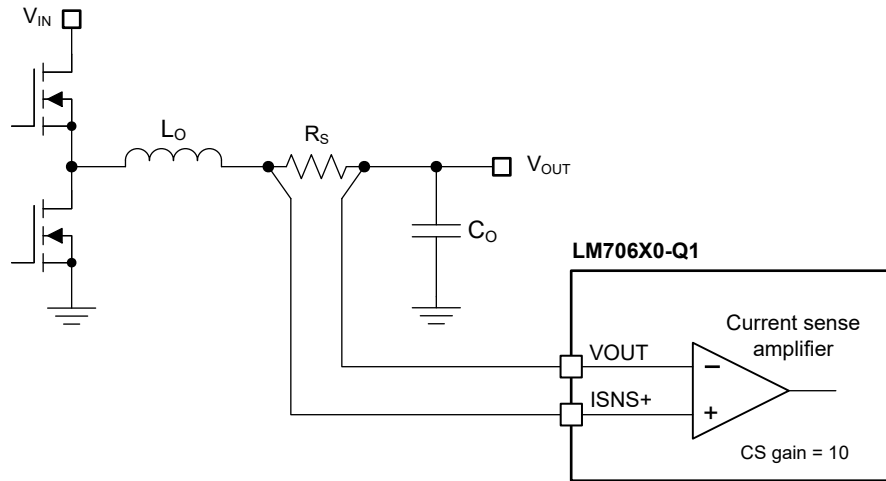 V_IN
L_O
R_S
V_OUT
C_O
LM706X0-Q1
Current sense
amplifier
VOUT
−
ISNS+
+
CS gain = 10